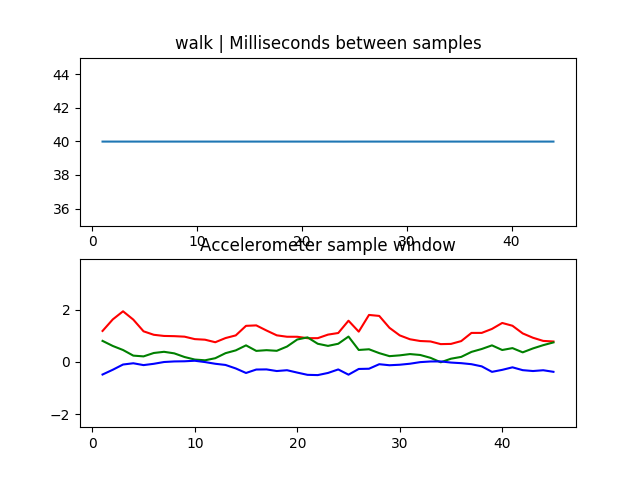 walk | Milliseconds between samples
44
42
40
38
36
0 10 20 30 40
Accelerometer sample window
2
0
−2
0 10 20 30 40